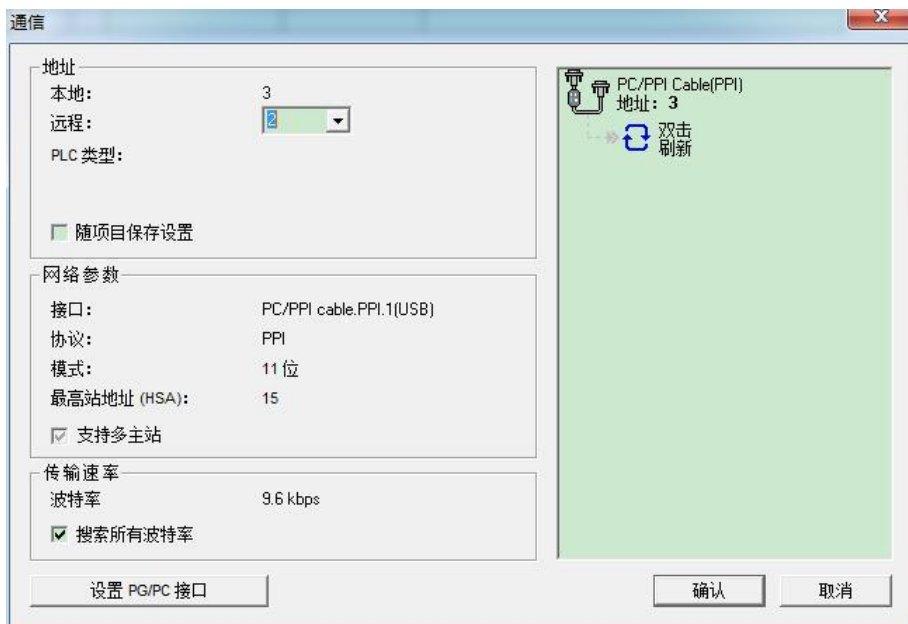 通信
地址
本地： 3
远程： 2
PLC 类型：
随项目保存设置
网络参数
接口： PC/PPI cable.PPI.1(USB)
协议： PPI
模式： 11 位
最高站地址 (HSA)： 15
支持多主站
传输速率
波特率 9.6 kbps
搜索所有波特率
设置 PG/PC 接口
PC/PPI Cable(PPI)
地址： 3
双击
刷新
确认
取消